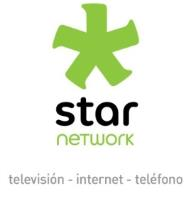 star
network
televisión - internet - teléfono